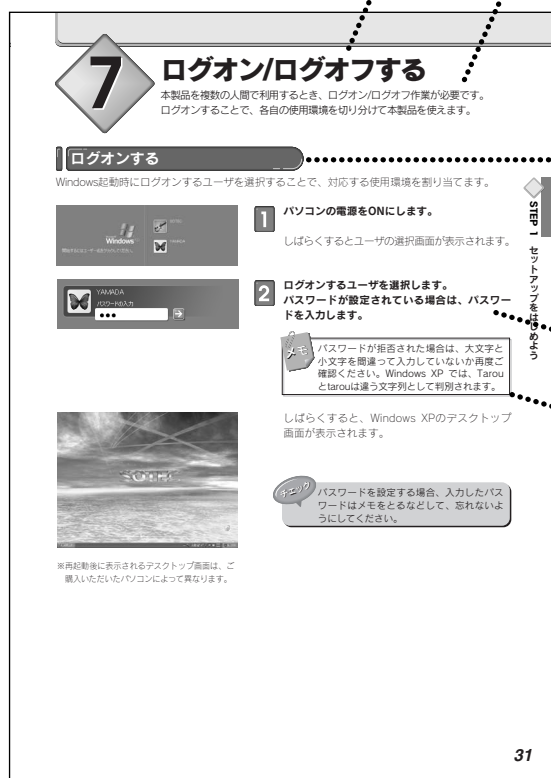 7
ログオン/ログオフする
本製品を複数の人間で利用するとき、ログオン/ログオフ作業が必要です。
ログオンすることで、各自の使用環境を切り分けて本製品を使えます。
ログオンする
Windows起動時にログオンするユーザを選択することで、対応する使用環境を割り当てます。
Windows
YAMADA
パスワードの入力
1
パソコンの電源をONにします。
しばらくするとユーザの選択画面が表示されます。
2
ログオンするユーザを選択します。
パスワードが設定されている場合は、パスワー
ドを入力します。
メモ
パスワードが拒否された場合は、大文字と
小文字を間違って入力していないか再度ご
確認ください。Windows XP では、Tarou
とtarouは違う文字列として判別されます。
しばらくすると、Windows XPのデスクトップ
画面が表示されます。
SOTEC
※再起動後に表示されるデスクトップ画面は、ご
購入いただいたパソコンによって異なります。
チェック
パスワードを設定する場合、入力したパス
ワードはメモをとるなどして、忘れないよ
うにしてください。
STEP 1 セットアップをはじめよう
31